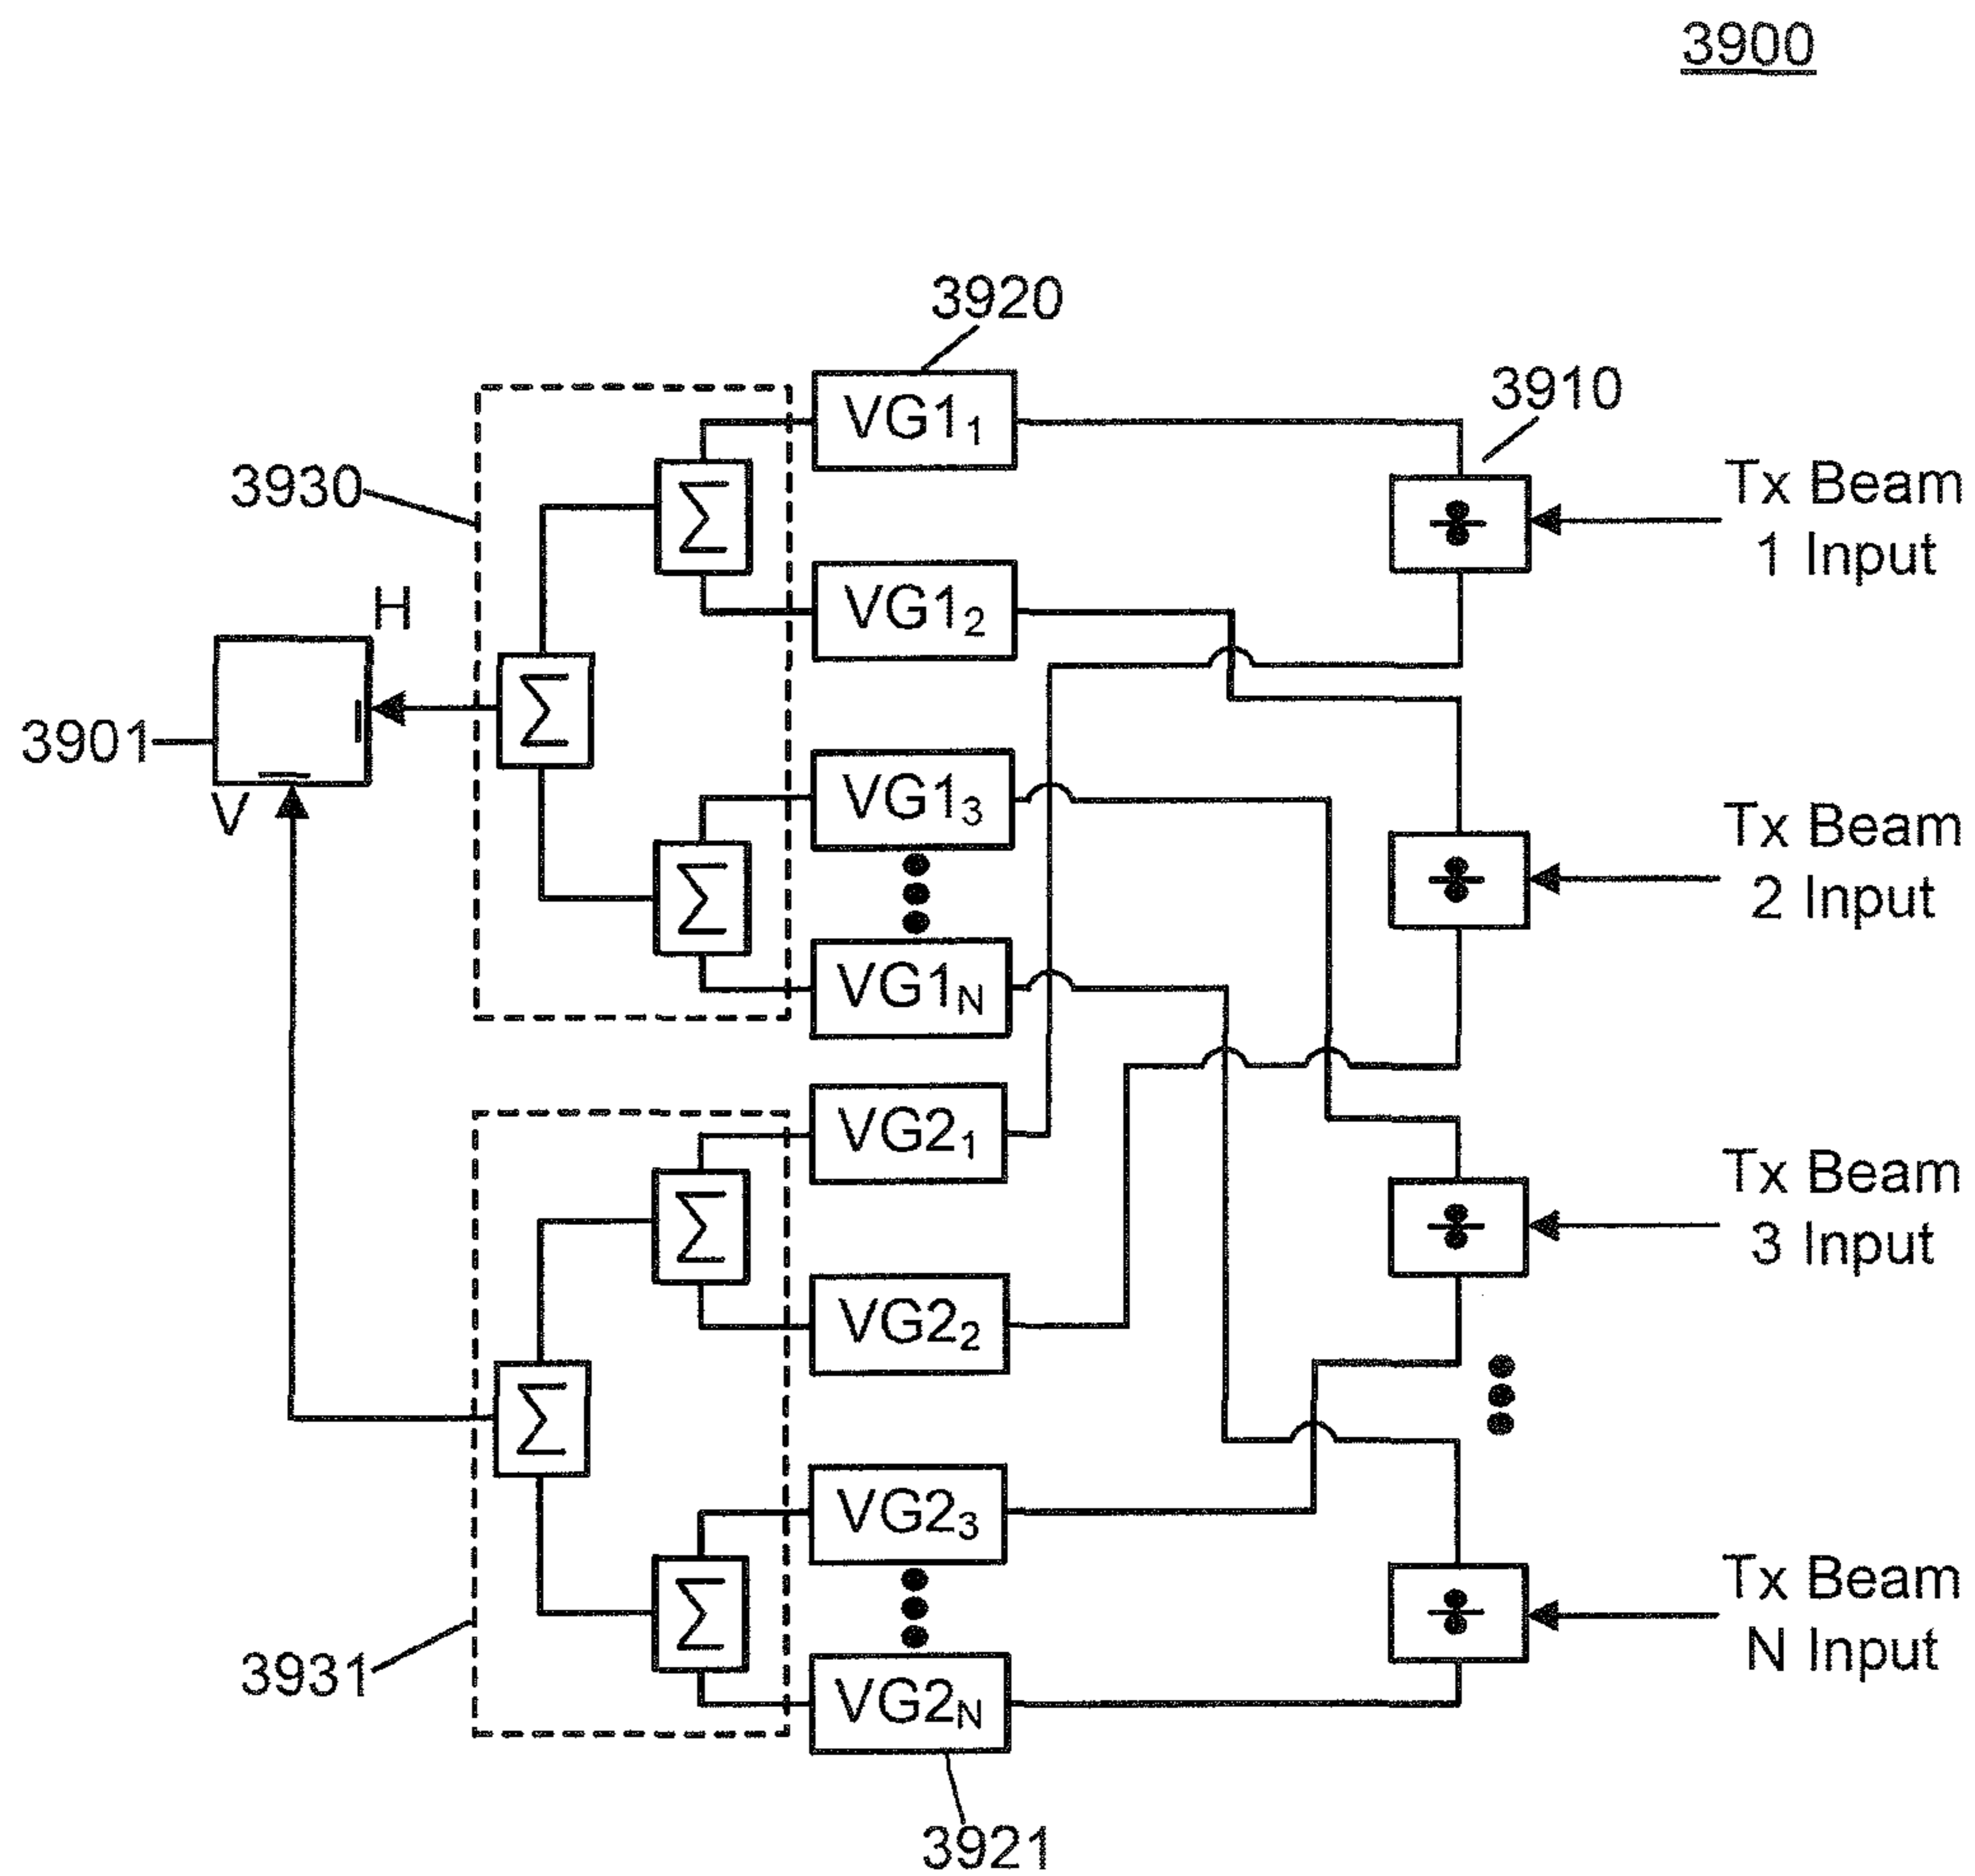 3900
3920
3910
VG1₁
3930
Σ
Tx Beam
1 Input
VG1₂
H
Σ
3901
VG1₃
V
Tx Beam
2 Input
Σ
VG1N
VG2₁
Σ
Tx Beam
3 Input
VG2₂
Σ
VG2₃
Σ
Tx Beam
N Input
3931
VG2N
3921